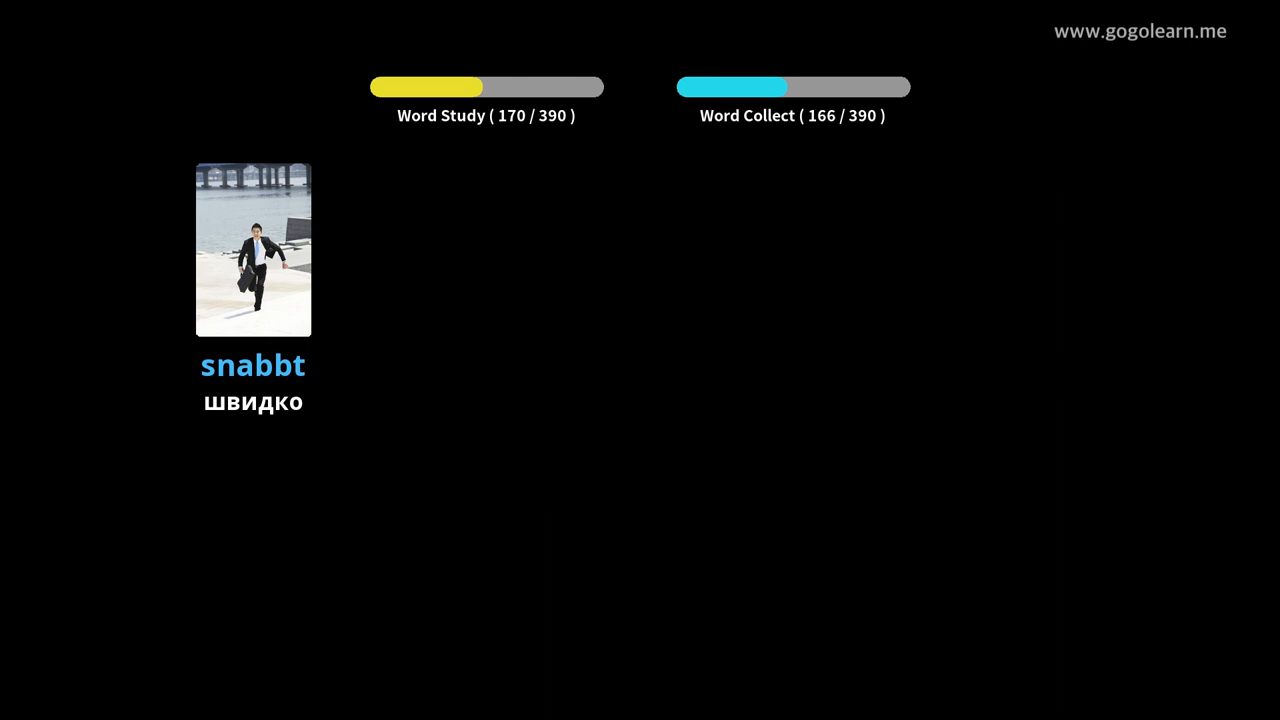 www.gogolearn.me
Word Study ( 170 / 390 )
Word Collect ( 166 / 390 )
snabbt
швидко